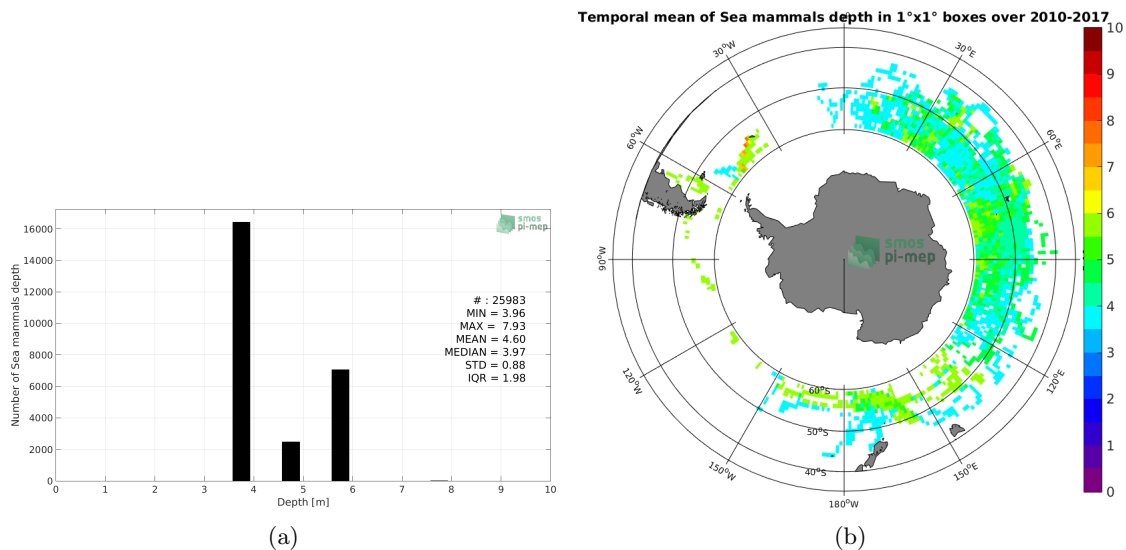 Temporal mean of Sea mammals depth in 1°x1° boxes over 2010-2017
smos
pi-mep
Number of Sea mammals depth
16000
14000
12000
10000
8000
6000
4000
2000
0
# : 25983
MIN = 3.96
MAX = 7.93
MEAN = 4.60
MEDIAN = 3.97
STD = 0.88
IQR = 1.98
0 1 2 3 4 5 6 7 8 9 10
Depth [m]
(a)
30°W
30°E
60°W
60°E
90°W
smos
pi-mep
120°W
120°E
150°W
150°E
180°W
60°S
50°S
40°S
10
9
8
7
6
5
4
3
2
1
0
(b)